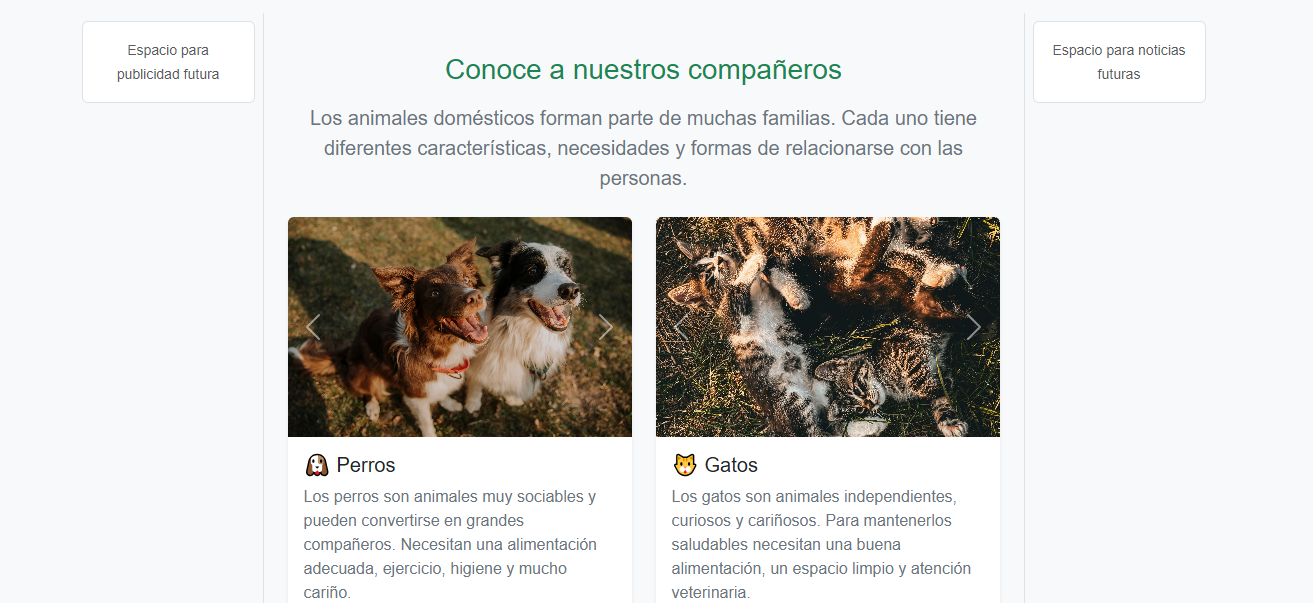 Espacio para
publicidad futura
Conoce a nuestros compañeros
Los animales domésticos forman parte de muchas familias. Cada uno tiene
diferentes características, necesidades y formas de relacionarse con las
personas.
Espacio para noticias
futuras
Perros
Los perros son animales muy sociables y
pueden convertirse en grandes
compañeros. Necesitan una alimentación
adecuada, ejercicio, higiene y mucho
cariño.
Gatos
Los gatos son animales independientes,
curiosos y cariñosos. Para mantenerlos
saludables necesitan una buena
alimentación, un espacio limpio y atención
veterinaria.